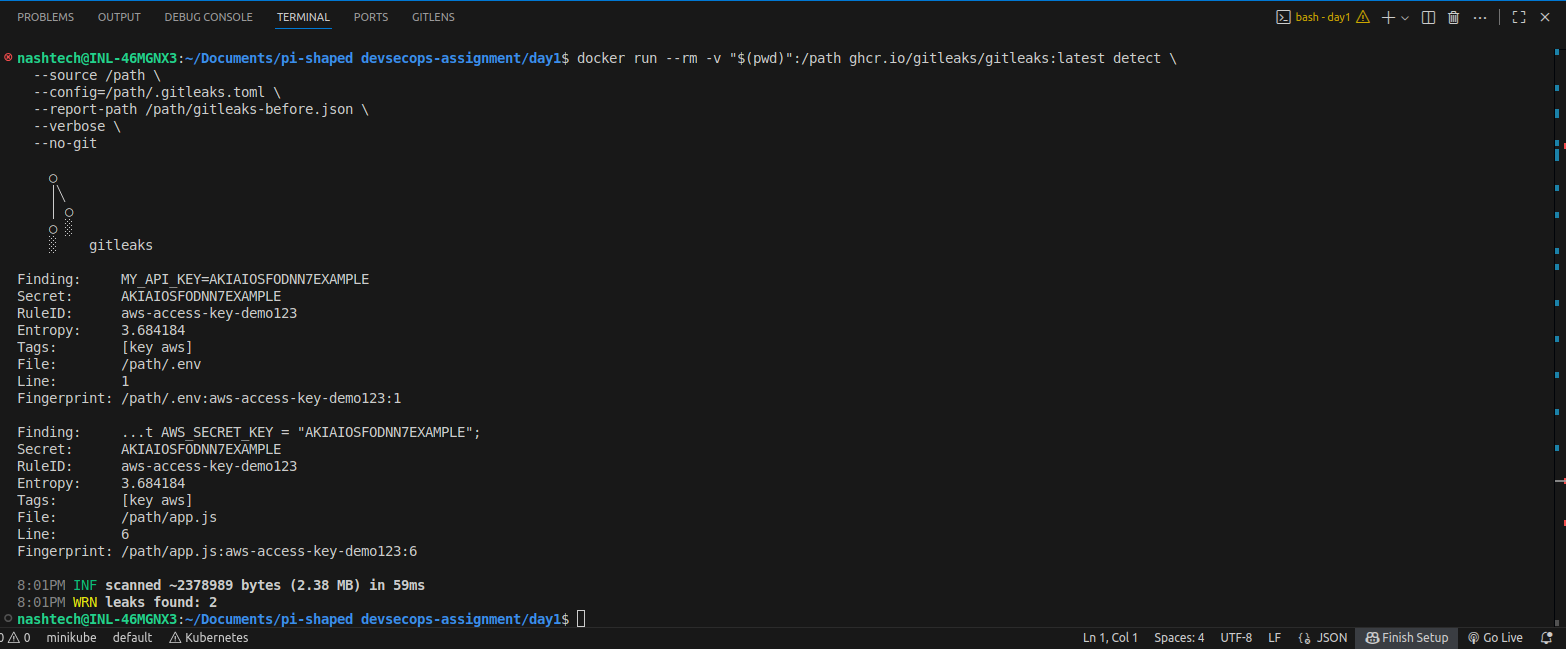 PROBLEMS OUTPUT DEBUG CONSOLE TERMINAL PORTS GITLENS bash - day1
nashtech@INL-46MGNX3:~/Documents/pi-shaped devsecops-assignment/day1$ docker run --rm -v "$(pwd)":/path ghcr.io/gitleaks/gitleaks:latest detect \
--source /path \
--config=/path/.gitleaks.toml \
--report-path /path/gitleaks-before.json \
--verbose \
--no-git
gitleaks
Finding: MY_API_KEY=AKIAIOSFODNN7EXAMPLE
Secret: AKIAIOSFODNN7EXAMPLE
RuleID: aws-access-key-demo123
Entropy: 3.684184
Tags: [key aws]
File: /path/.env
Line: 1
Fingerprint: /path/.env:aws-access-key-demo123:1
Finding: ...t AWS_SECRET_KEY = "AKIAIOSFODNN7EXAMPLE";
Secret: AKIAIOSFODNN7EXAMPLE
RuleID: aws-access-key-demo123
Entropy: 3.684184
Tags: [key aws]
File: /path/app.js
Line: 6
Fingerprint: /path/app.js:aws-access-key-demo123:6
8:01PM INF scanned ~2378989 bytes (2.38 MB) in 59ms
8:01PM WRN leaks found: 2
nashtech@INL-46MGNX3:~/Documents/pi-shaped devsecops-assignment/day1$
0 0 minikube default Kubernetes Ln 1, Col 1 Spaces: 4 UTF-8 LF JSON Finish Setup Go Live